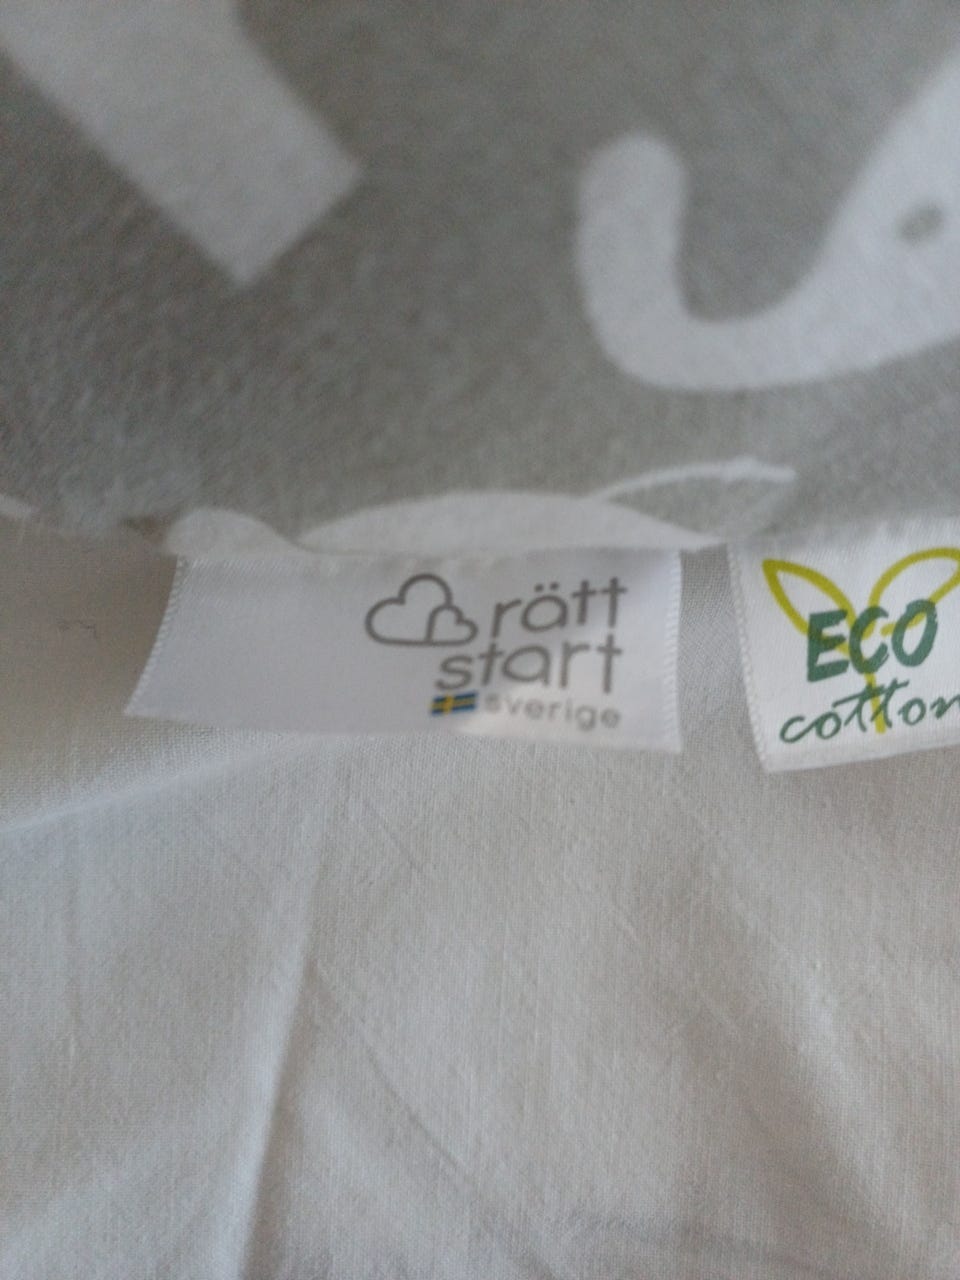 rätt
start
sverige
ECO
cotton